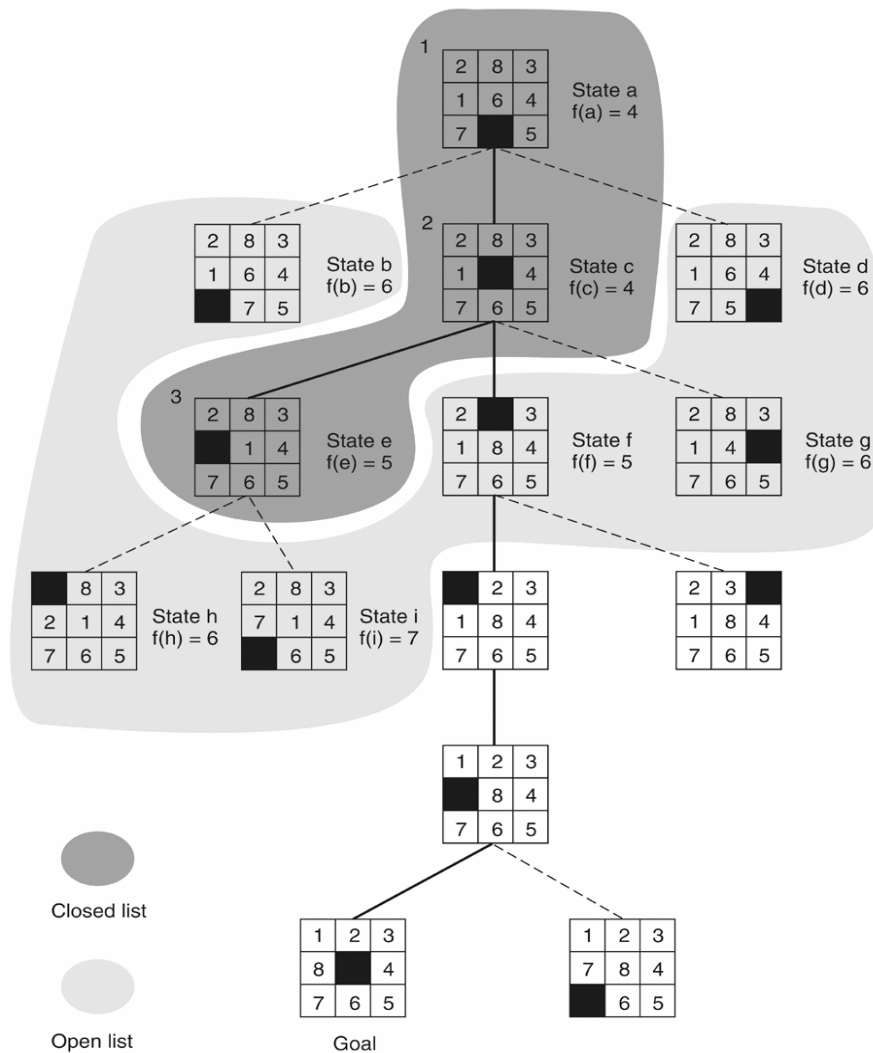 1
2 8 3
1 6 4
7 5
State a
f(a) = 4
2 8 3
1 6 4
7 5
State b
f(b) = 6
2
2 8 3
1 4
7 6 5
State c
f(c) = 4
2 8 3
1 6 4
7 5
State d
f(d) = 6
3
2 8 3
1 4
7 6 5
State e
f(e) = 5
2 3
1 8 4
7 6 5
State f
f(f) = 5
2 8 3
1 4
7 6 5
State g
f(g) = 6
8 3
2 1 4
7 6 5
State h
f(h) = 6
2 8 3
7 1 4
6 5
State i
f(i) = 7
2 3
1 8 4
7 6 5
2 3
1 8 4
7 6 5
1 2 3
8 4
7 6 5
Closed list
1 2 3
8 4
7 6 5
Goal
1 2 3
7 8 4
6 5
Open list